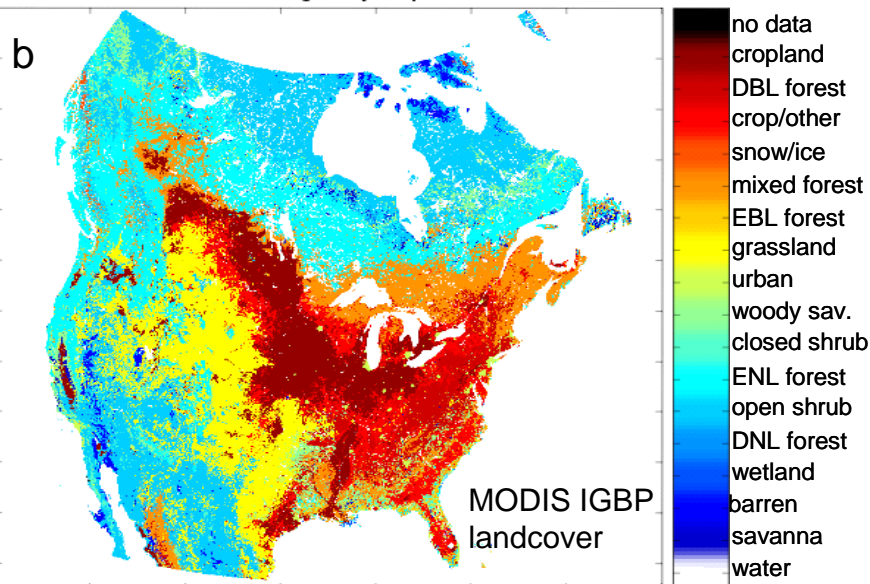 b
no data
cropland
DBL forest
crop/other
snow/ice
mixed forest
EBL forest
grassland
urban
woody sav.
closed shrub
ENL forest
open shrub
DNL forest
wetland
barren
savanna
water
MODIS IGBP
landcover